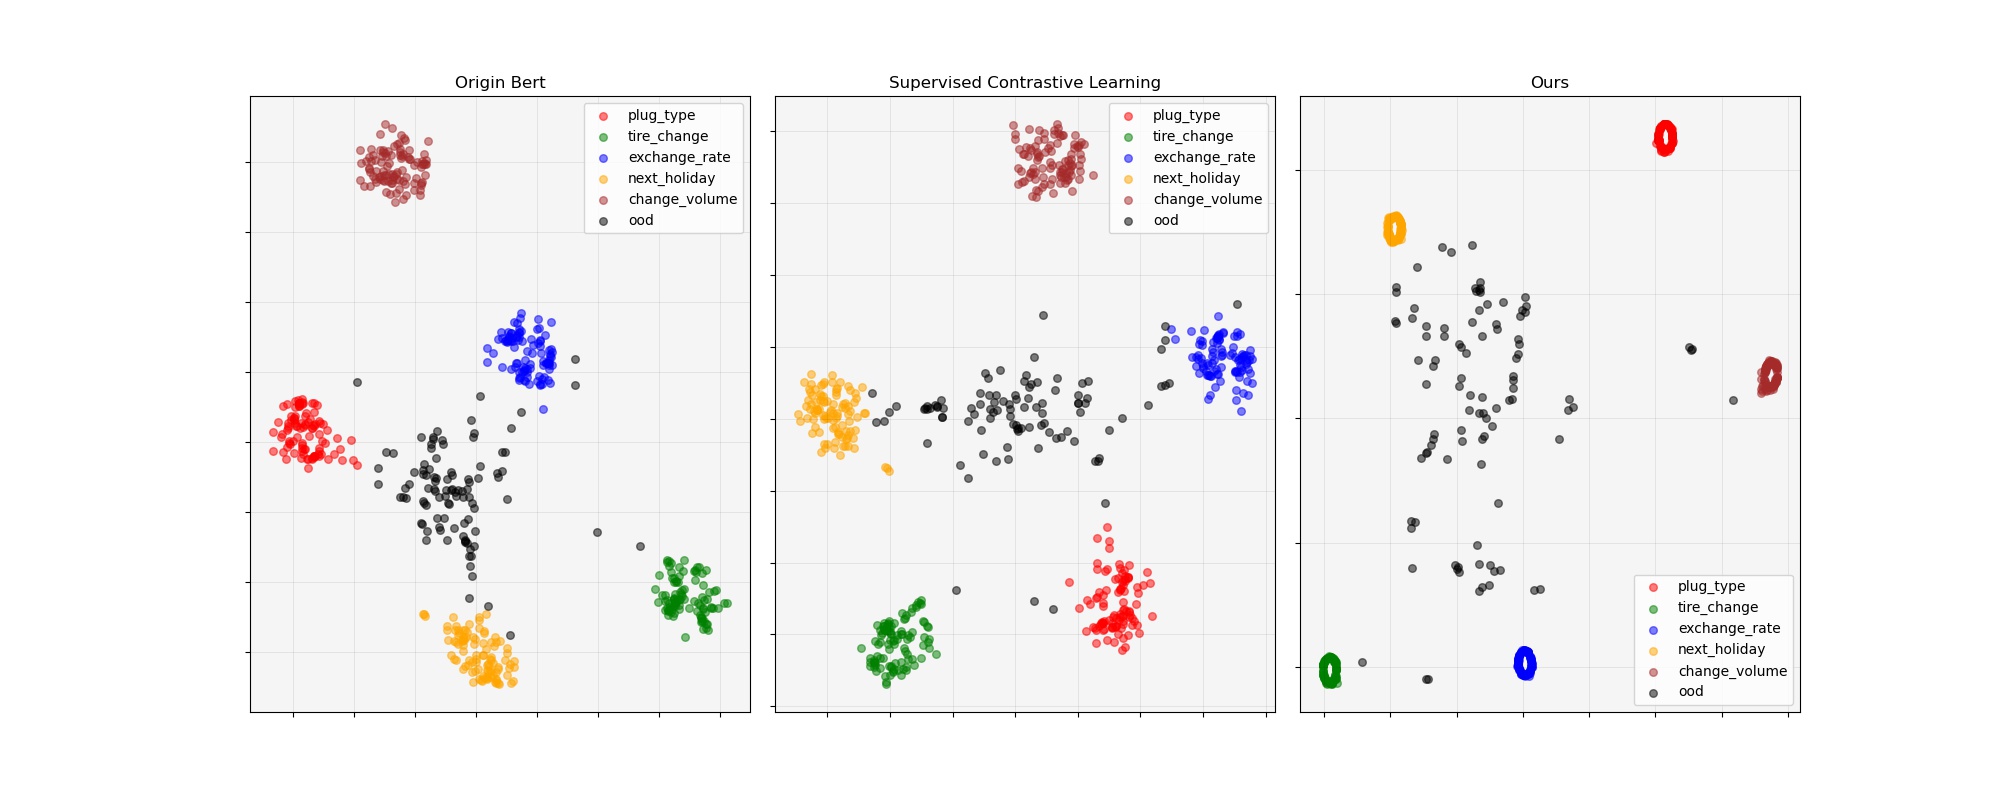 Origin Bert
plug_type
tire_change
exchange_rate
next_holiday
change_volume
ood
Supervised Contrastive Learning
plug_type
tire_change
exchange_rate
next_holiday
change_volume
ood
Ours
plug_type
tire_change
exchange_rate
next_holiday
change_volume
ood